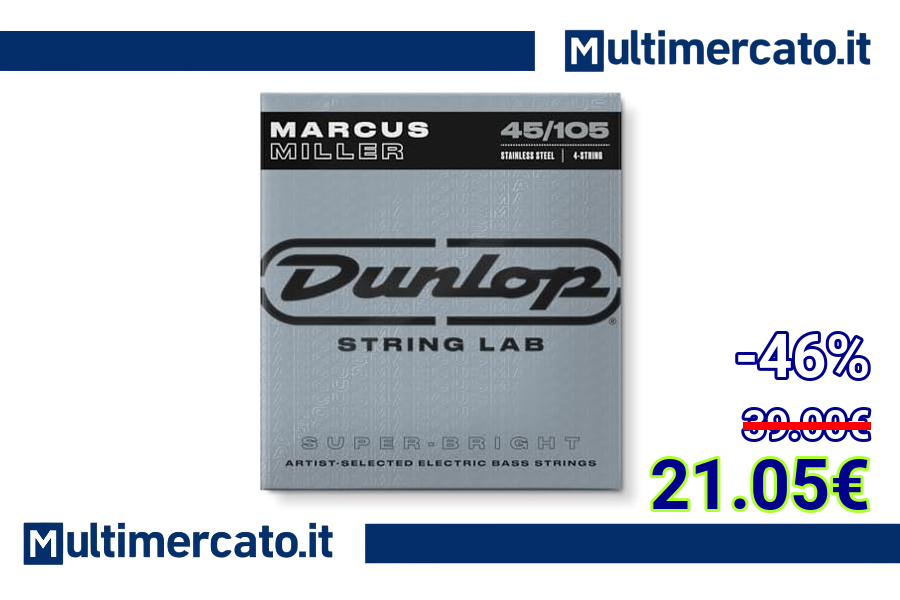 Multimercato.it
MARCUS
MILLER
45/105
STAINLESS STEEL | 4-STRING
Dunlop
®
STRING LAB
SUPER-BRIGHT
ARTIST-SELECTED ELECTRIC BASS STRINGS
-46%
39.00€
21.05€
Multimercato.it